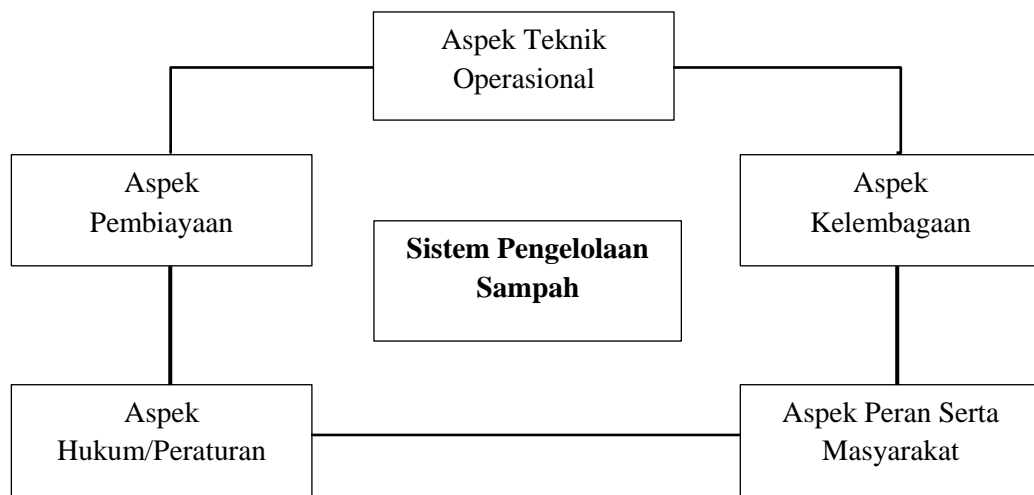 Aspek Teknik
Operasional
Aspek
Pembiayaan
Aspek
Kelembagaan
Sistem Pengelolaan
Sampah
Aspek
Hukum/Peraturan
Aspek Peran Serta
Masyarakat